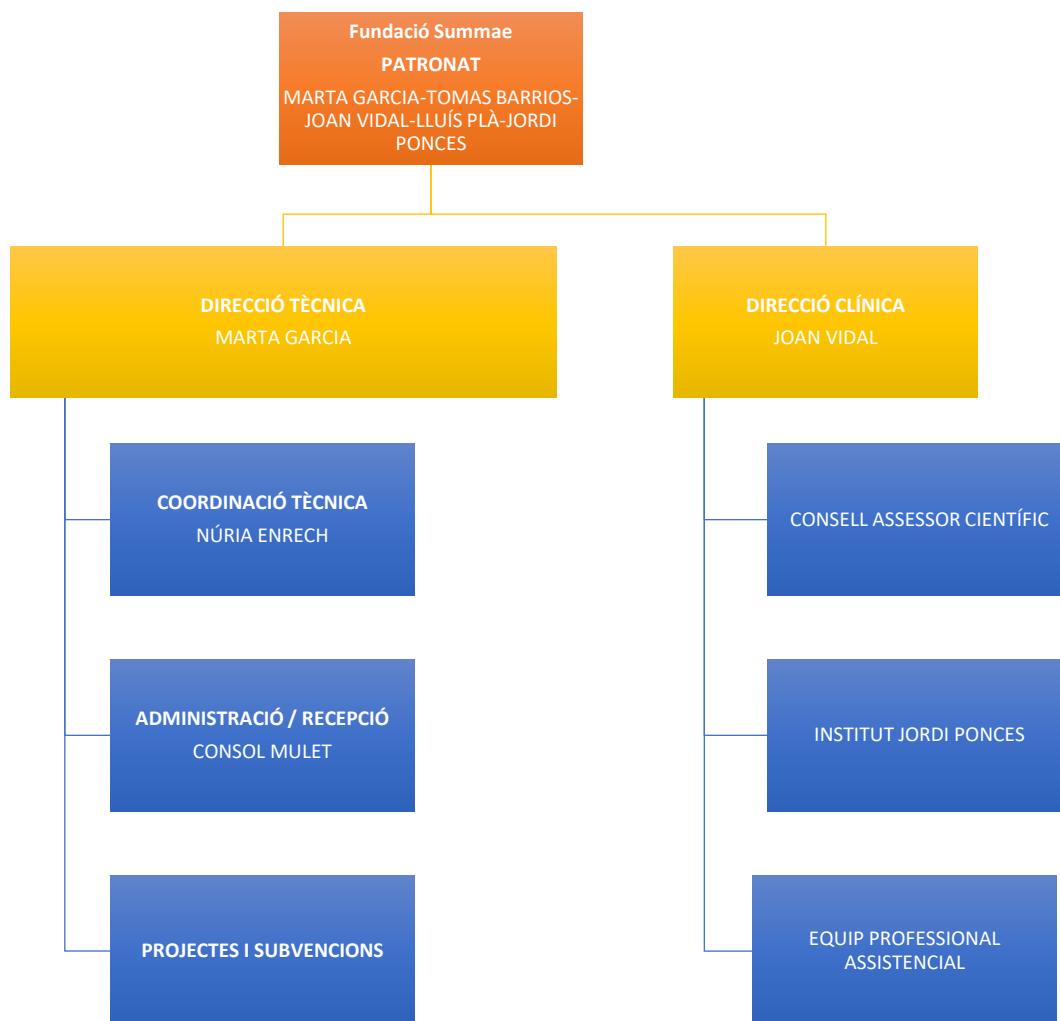 Fundació Summae
PATRONAT
MARTA GARCIA-TOMAS BARRIOS-
JOAN VIDAL-LLUÍS PLÀ-JORDI
PONCES
DIRECCIÓ TÈCNICA
MARTA GARCIA
DIRECCIÓ CLÍNICA
JOAN VIDAL
COORDINACIÓ TÈCNICA
NÚRIA ENRECH
CONSELL ASSESSOR CIENTÍFIC
ADMINISTRACIÓ / RECEPCIÓ
CONSOL MULET
INSTITUT JORDI PONCES
PROJECTES I SUBVENCIONS
EQUIP PROFESSIONAL
ASSISTENCIAL